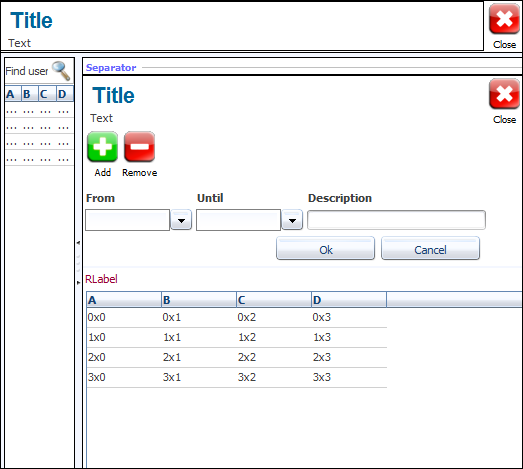 Title
Text
Close
Find user
A B C D
... ... ... ...
... ... ... ...
... ... ... ...
... ... ... ...
Separator
Title
Text
Close
Add Remove
From Until Description
Ok Cancel
RLabel
A B C D
0x0 0x1 0x2 0x3
1x0 1x1 1x2 1x3
2x0 2x1 2x2 2x3
3x0 3x1 3x2 3x3